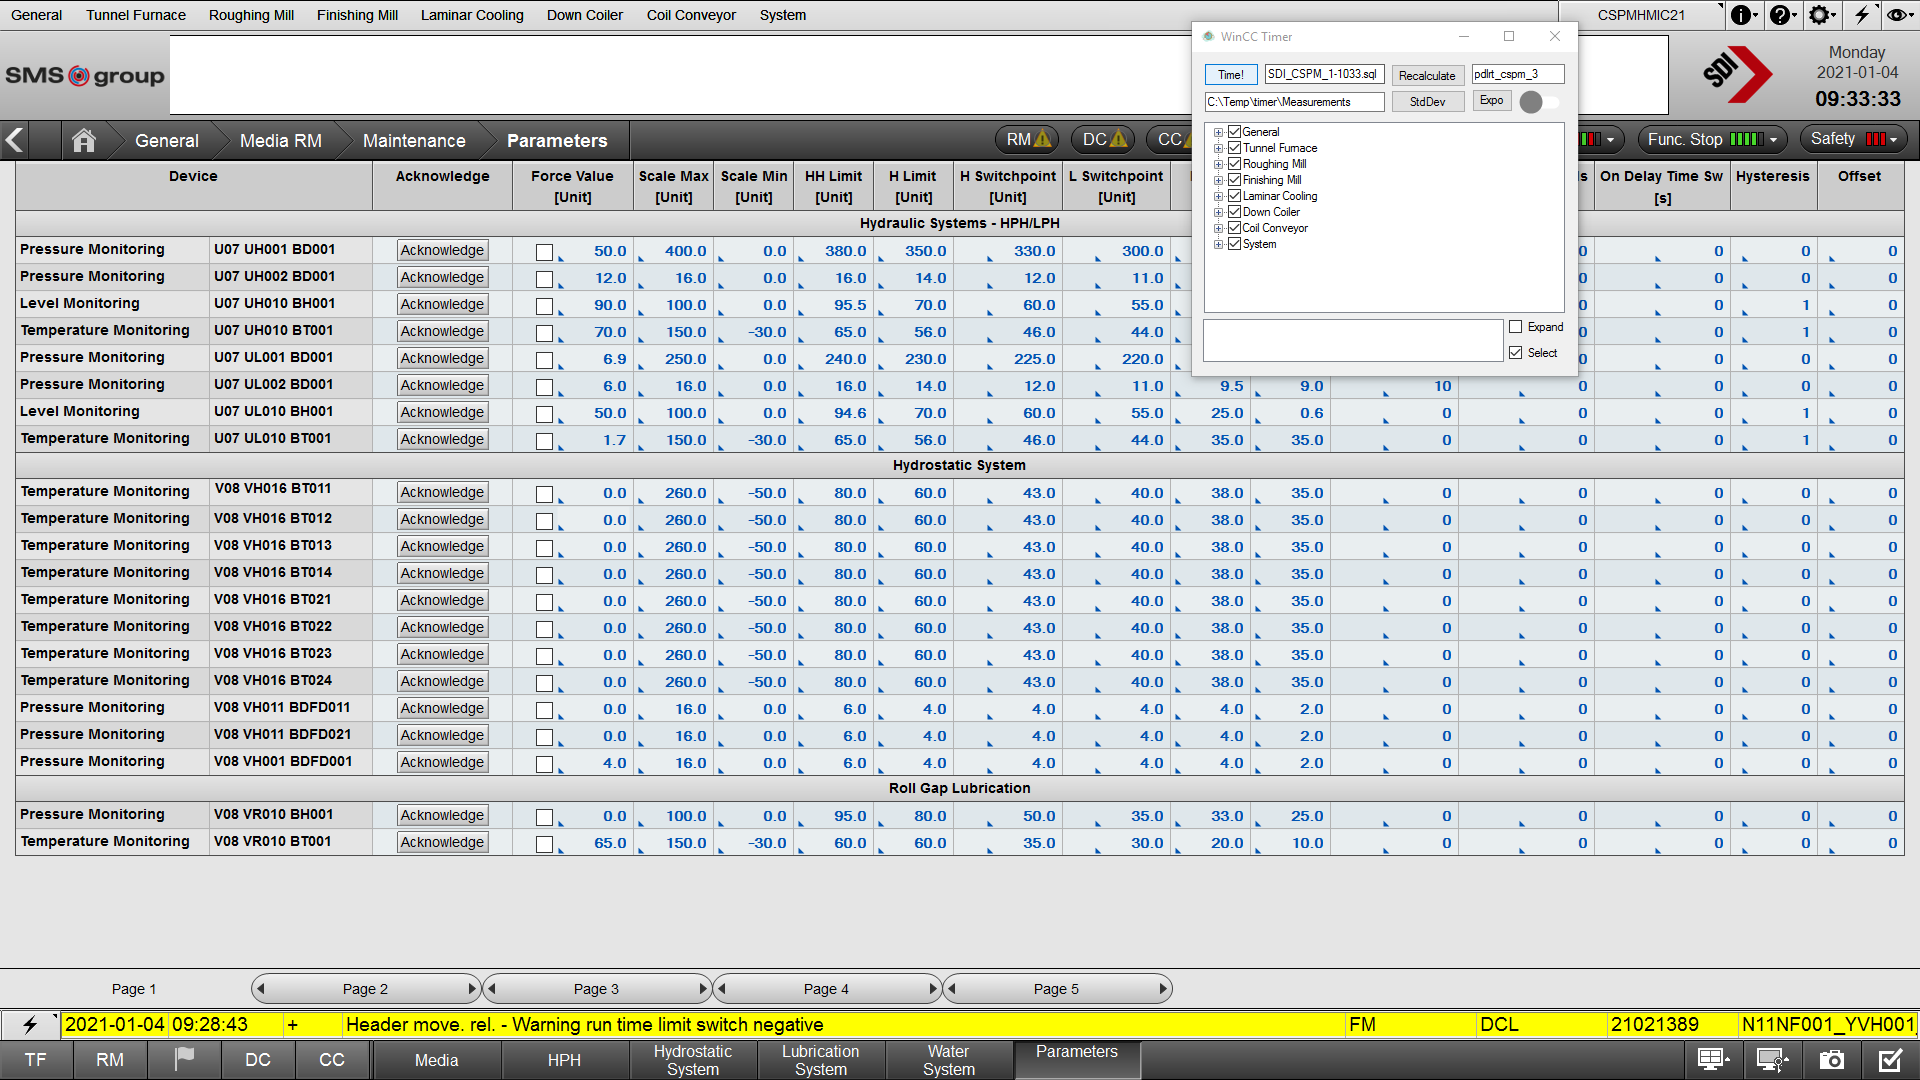 General Tunnel Furnace Roughing Mill Finishing Mill Laminar Cooling Down Coiler Coil Conveyor System CSPMHMIC21
SMS group
SDI
Monday
2021-01-04
09:33:33
WinCC Timer
Time! SDI_CSPM_1-1033.sql Recalculate pdlrt_cspm_3
C:\Temp\timer\Measurements StdDev Expo
General
Tunnel Furnace
Roughing Mill
Finishing Mill
Laminar Cooling
Down Coiler
Coil Conveyor
System
Expand
Select
General Media RM Maintenance Parameters RM DC CC Func. Stop Safety
Device Acknowledge Force Value [Unit] Scale Max [Unit] Scale Min [Unit] HH Limit [Unit] H Limit [Unit] H Switchpoint [Unit] L Switchpoint [Unit] On Delay Time Sw [s] Hysteresis Offset
Hydraulic Systems - HPH/LPH
Pressure Monitoring U07 UH001 BD001 Acknowledge 50.0 400.0 0.0 380.0 350.0 330.0 300.0 0 0 0 0
Pressure Monitoring U07 UH002 BD001 Acknowledge 12.0 16.0 0.0 16.0 14.0 12.0 11.0 0 0 0 0
Level Monitoring U07 UH010 BH001 Acknowledge 90.0 100.0 0.0 95.5 70.0 60.0 55.0 0 0 1 0
Temperature Monitoring U07 UH010 BT001 Acknowledge 70.0 150.0 -30.0 65.0 56.0 46.0 44.0 0 0 1 0
Pressure Monitoring U07 UL001 BD001 Acknowledge 6.9 250.0 0.0 240.0 230.0 225.0 220.0 0 0 0 0
Pressure Monitoring U07 UL002 BD001 Acknowledge 6.0 16.0 0.0 16.0 14.0 12.0 11.0 9.5 9.0 10 0 0 0 0
Level Monitoring U07 UL010 BH001 Acknowledge 50.0 100.0 0.0 94.6 70.0 60.0 55.0 25.0 0.6 0 0 0 1 0
Temperature Monitoring U07 UL010 BT001 Acknowledge 1.7 150.0 -30.0 65.0 56.0 46.0 44.0 35.0 35.0 0 0 0 1 0
Hydrostatic System
Temperature Monitoring V08 VH016 BT011 Acknowledge 0.0 260.0 -50.0 80.0 60.0 43.0 40.0 38.0 35.0 0 0 0 0 0
Temperature Monitoring V08 VH016 BT012 Acknowledge 0.0 260.0 -50.0 80.0 60.0 43.0 40.0 38.0 35.0 0 0 0 0 0
Temperature Monitoring V08 VH016 BT013 Acknowledge 0.0 260.0 -50.0 80.0 60.0 43.0 40.0 38.0 35.0 0 0 0 0 0
Temperature Monitoring V08 VH016 BT014 Acknowledge 0.0 260.0 -50.0 80.0 60.0 43.0 40.0 38.0 35.0 0 0 0 0 0
Temperature Monitoring V08 VH016 BT021 Acknowledge 0.0 260.0 -50.0 80.0 60.0 43.0 40.0 38.0 35.0 0 0 0 0 0
Temperature Monitoring V08 VH016 BT022 Acknowledge 0.0 260.0 -50.0 80.0 60.0 43.0 40.0 38.0 35.0 0 0 0 0 0
Temperature Monitoring V08 VH016 BT023 Acknowledge 0.0 260.0 -50.0 80.0 60.0 43.0 40.0 38.0 35.0 0 0 0 0 0
Temperature Monitoring V08 VH016 BT024 Acknowledge 0.0 260.0 -50.0 80.0 60.0 43.0 40.0 38.0 35.0 0 0 0 0 0
Pressure Monitoring V08 VH011 BDFD011 Acknowledge 0.0 16.0 0.0 6.0 4.0 4.0 4.0 4.0 2.0 0 0 0 0 0
Pressure Monitoring V08 VH011 BDFD021 Acknowledge 0.0 16.0 0.0 6.0 4.0 4.0 4.0 4.0 2.0 0 0 0 0 0
Pressure Monitoring V08 VH001 BDFD001 Acknowledge 4.0 16.0 0.0 6.0 4.0 4.0 4.0 4.0 2.0 0 0 0 0 0
Roll Gap Lubrication
Pressure Monitoring V08 VR010 BH001 Acknowledge 0.0 100.0 0.0 95.0 80.0 50.0 35.0 33.0 25.0 0 0 0 0 0
Temperature Monitoring V08 VR010 BT001 Acknowledge 65.0 150.0 -30.0 60.0 60.0 35.0 30.0 20.0 10.0 0 0 0 0 0
Page 1 Page 2 Page 3 Page 4 Page 5
2021-01-04 09:28:43 + Header move. rel. - Warning run time limit switch negative FM DCL 21021389 N11NF001_YVH001
TF RM DC CC Media HPH Hydrostatic System Lubrication System Water System Parameters